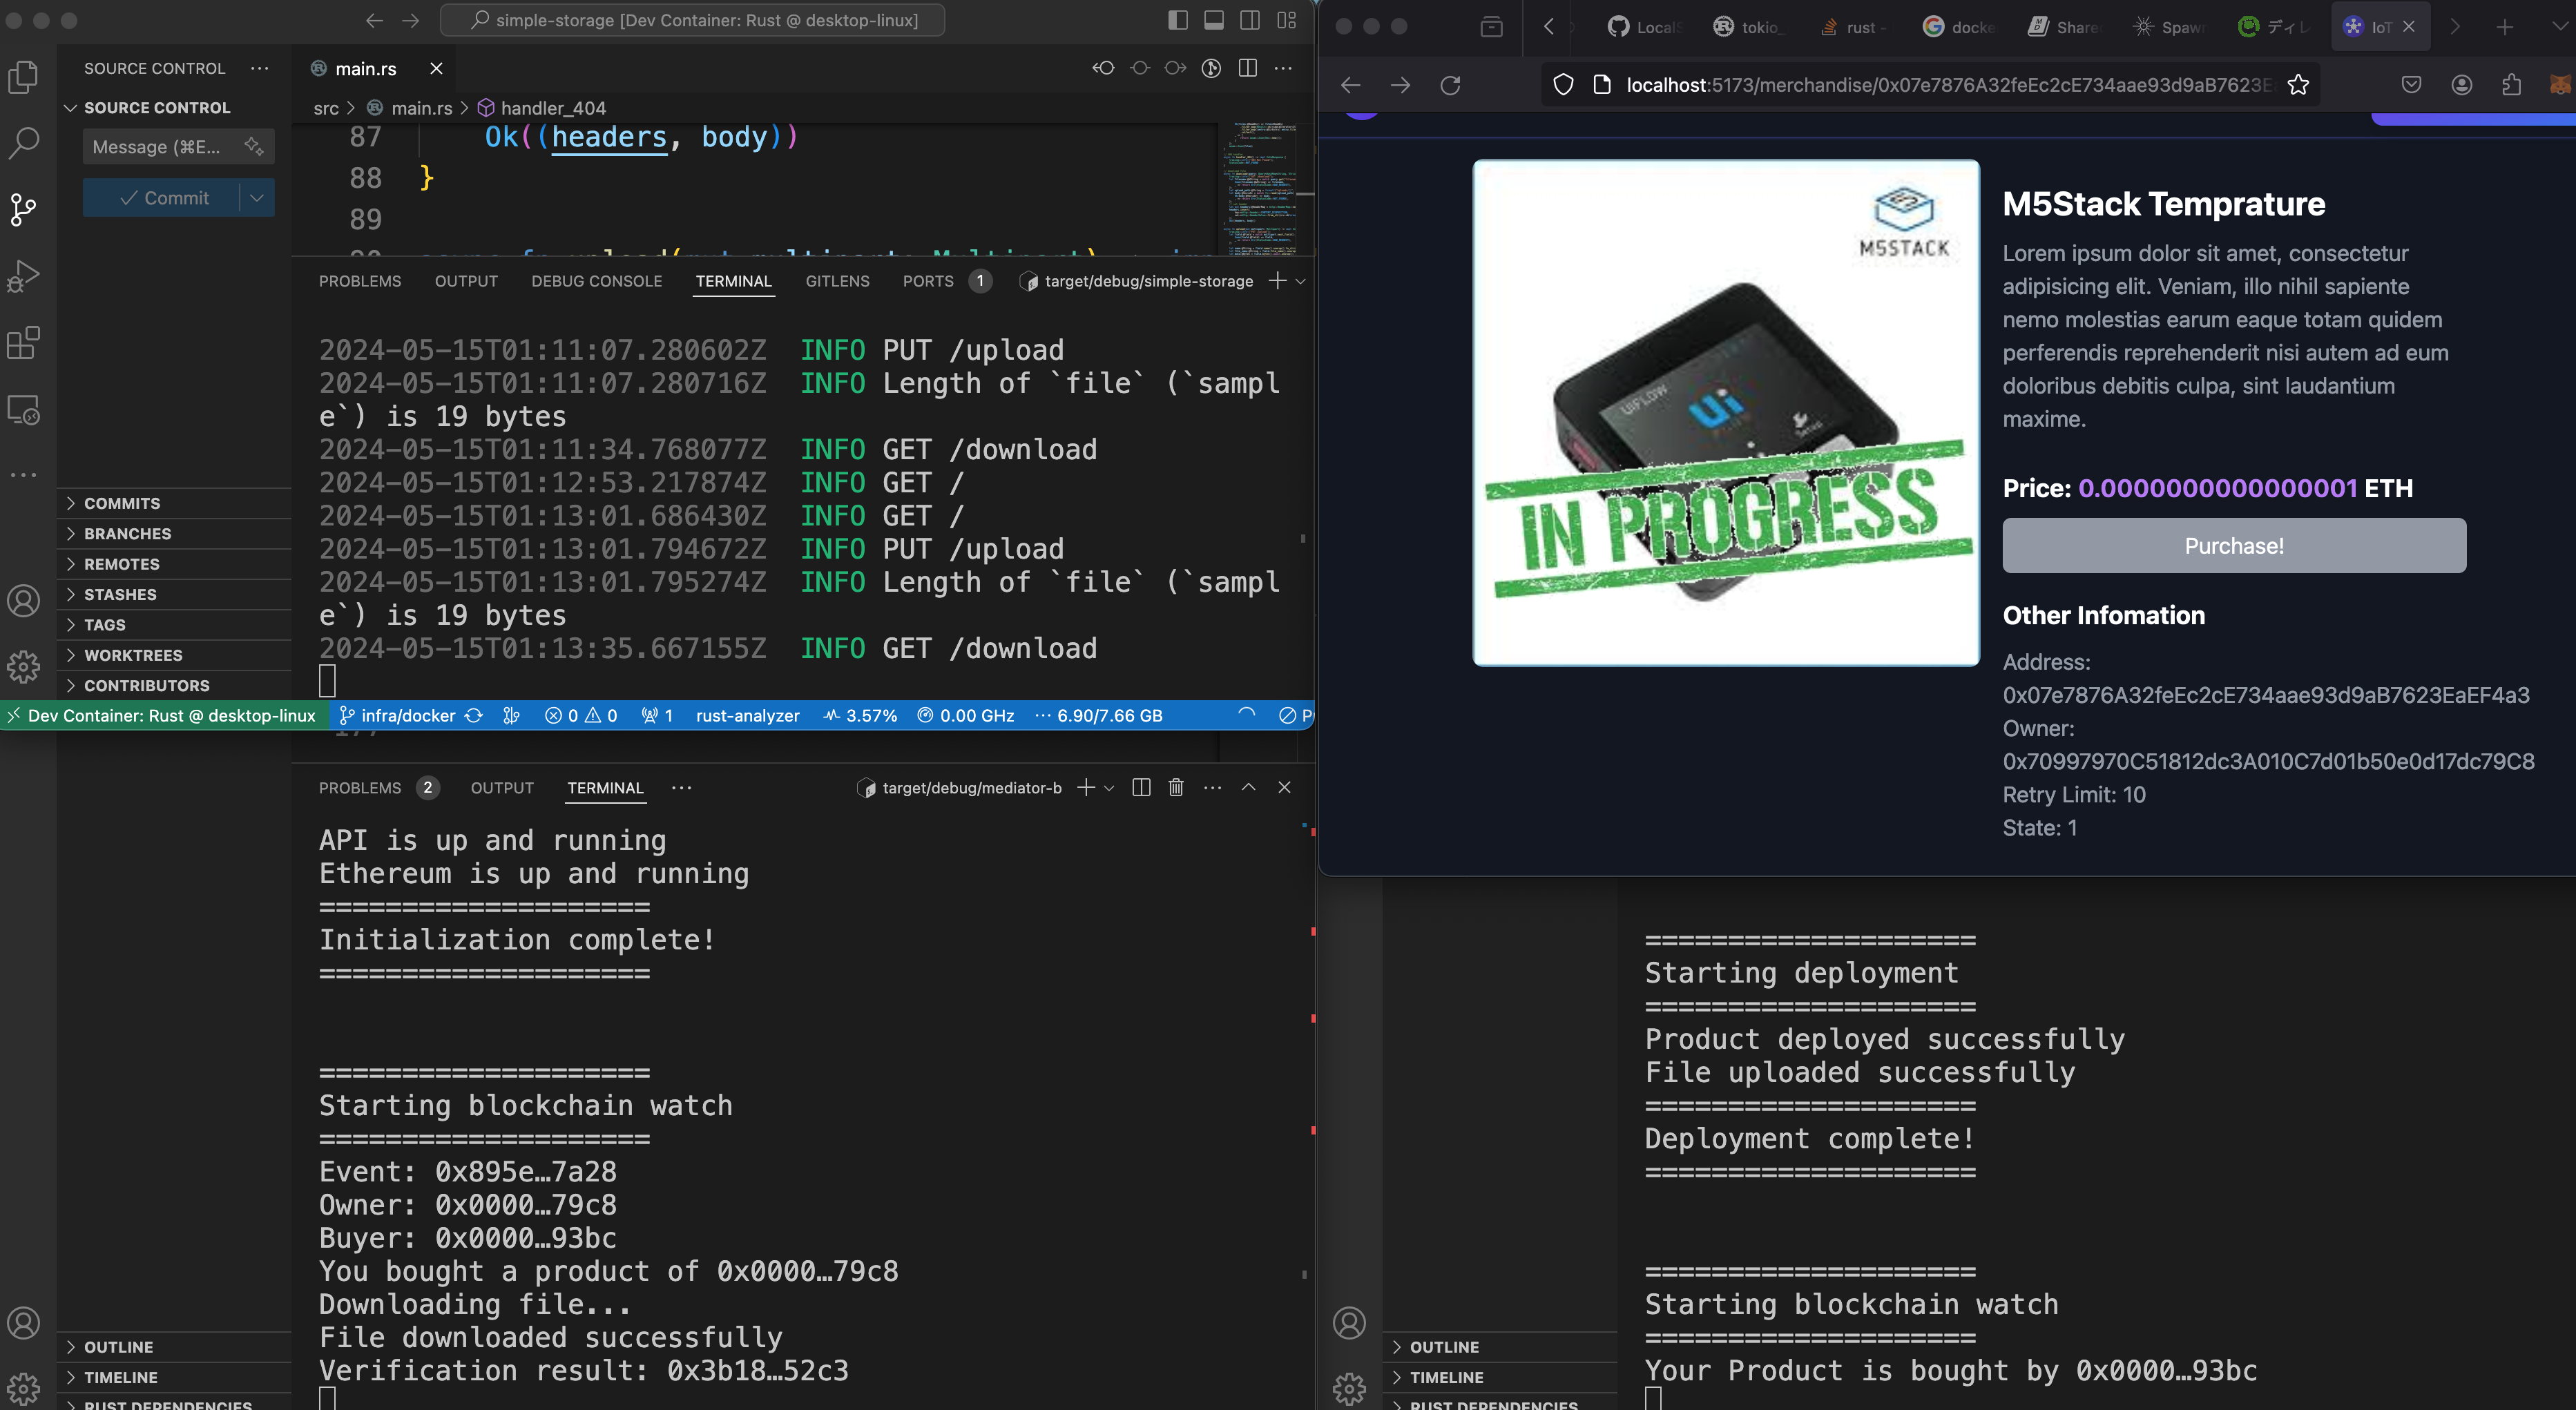 simple-storage [Dev Container: Rust @ desktop-linux]
SOURCE CONTROL
SOURCE CONTROL
Message (⌘E...
Commit
COMMITS
BRANCHES
REMOTES
STASHES
TAGS
WORKTREES
CONTRIBUTORS
main.rs
src > main.rs > handler_404
87 Ok((headers, body))
88 }
89
PROBLEMS OUTPUT DEBUG CONSOLE TERMINAL GITLENS PORTS 1 target/debug/simple-storage
2024-05-15T01:11:07.280602Z INFO PUT /upload
2024-05-15T01:11:07.280716Z INFO Length of `file` (`sampl
e`) is 19 bytes
2024-05-15T01:11:34.768077Z INFO GET /download
2024-05-15T01:12:53.217874Z INFO GET /
2024-05-15T01:13:01.686430Z INFO GET /
2024-05-15T01:13:01.794672Z INFO PUT /upload
2024-05-15T01:13:01.795274Z INFO Length of `file` (`sampl
e`) is 19 bytes
2024-05-15T01:13:35.667155Z INFO GET /download
Dev Container: Rust @ desktop-linux infra/docker 0 0 1 rust-analyzer 3.57% 0.00 GHz 6.90/7.66 GB
PROBLEMS 2 OUTPUT TERMINAL ... target/debug/mediator-b
API is up and running
Ethereum is up and running
====================
Initialization complete!
====================
====================
Starting blockchain watch
====================
Event: 0x895e…7a28
Owner: 0x0000…79c8
Buyer: 0x0000…93bc
You bought a product of 0x0000…79c8
Downloading file...
File downloaded successfully
Verification result: 0x3b18…52c3
OUTLINE
TIMELINE
RUST DEPENDENCIES
Local tokio_ rust - docke Share Spaw ディレ IoT
localhost:5173/merchandise/0x07e7876A32feEc2cE734aae93d9aB7623E
M5STACK
UIFLOW
Ui
IN PROGRESS
M5Stack Temprature
Lorem ipsum dolor sit amet, consectetur
adipisicing elit. Veniam, illo nihil sapiente
nemo molestias earum eaque totam quidem
perferendis reprehenderit nisi autem ad eum
doloribus debitis culpa, sint laudantium
maxime.
Price: 0.0000000000000001 ETH
Purchase!
Other Infomation
Address:
0x07e7876A32feEc2cE734aae93d9aB7623EaEF4a3
Owner:
0x70997970C51812dc3A010C7d01b50e0d17dc79C8
Retry Limit: 10
State: 1
====================
Starting deployment
====================
Product deployed successfully
File uploaded successfully
====================
Deployment complete!
====================
====================
Starting blockchain watch
====================
Your Product is bought by 0x0000…93bc
OUTLINE
TIMELINE
RUST DEPENDENCIES